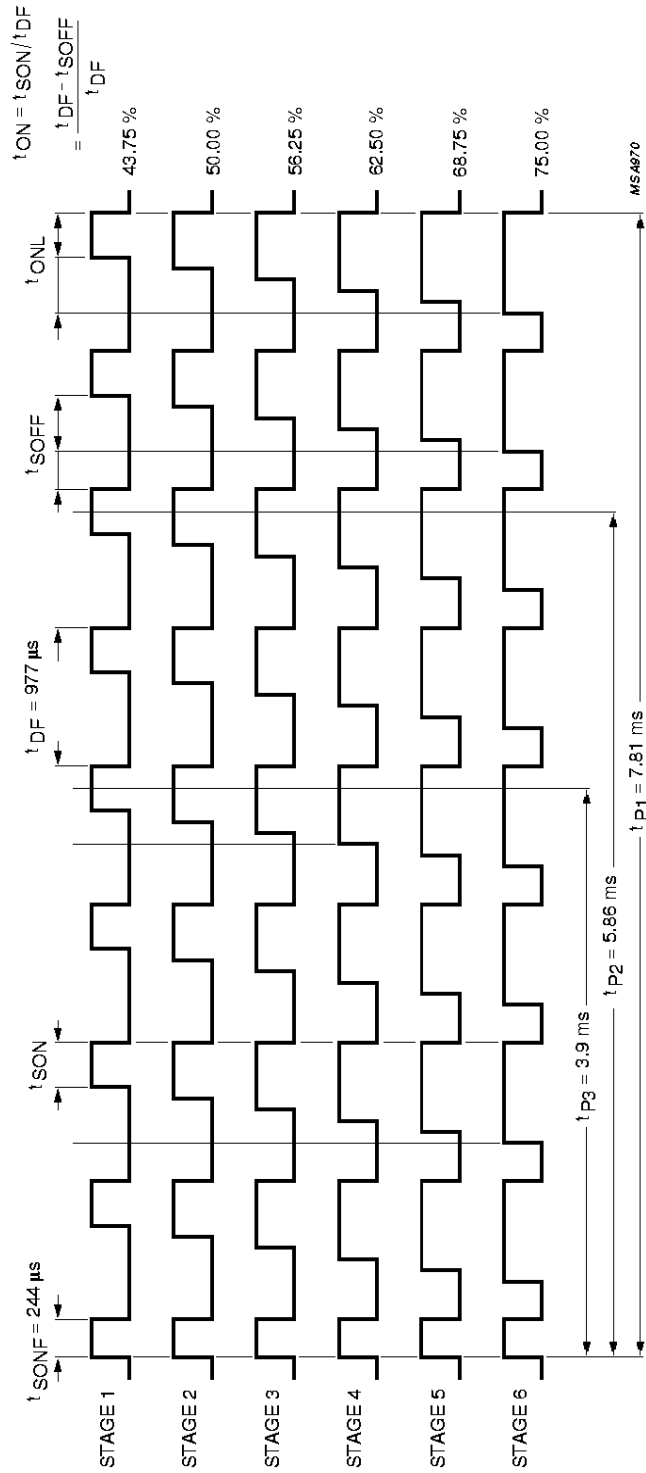 t SONF = 244 µs
t SON
t DF = 977 µs
t SOFF
t ONL
t ON = t SON / t DF
= t DF - t SOFF
t DF
STAGE 1
43.75 %
STAGE 2
50.00 %
STAGE 3
56.25 %
STAGE 4
62.50 %
STAGE 5
68.75 %
STAGE 6
75.00 %
t P3 = 3.9 ms
t P2 = 5.86 ms
t P1 = 7.81 ms
MSA970